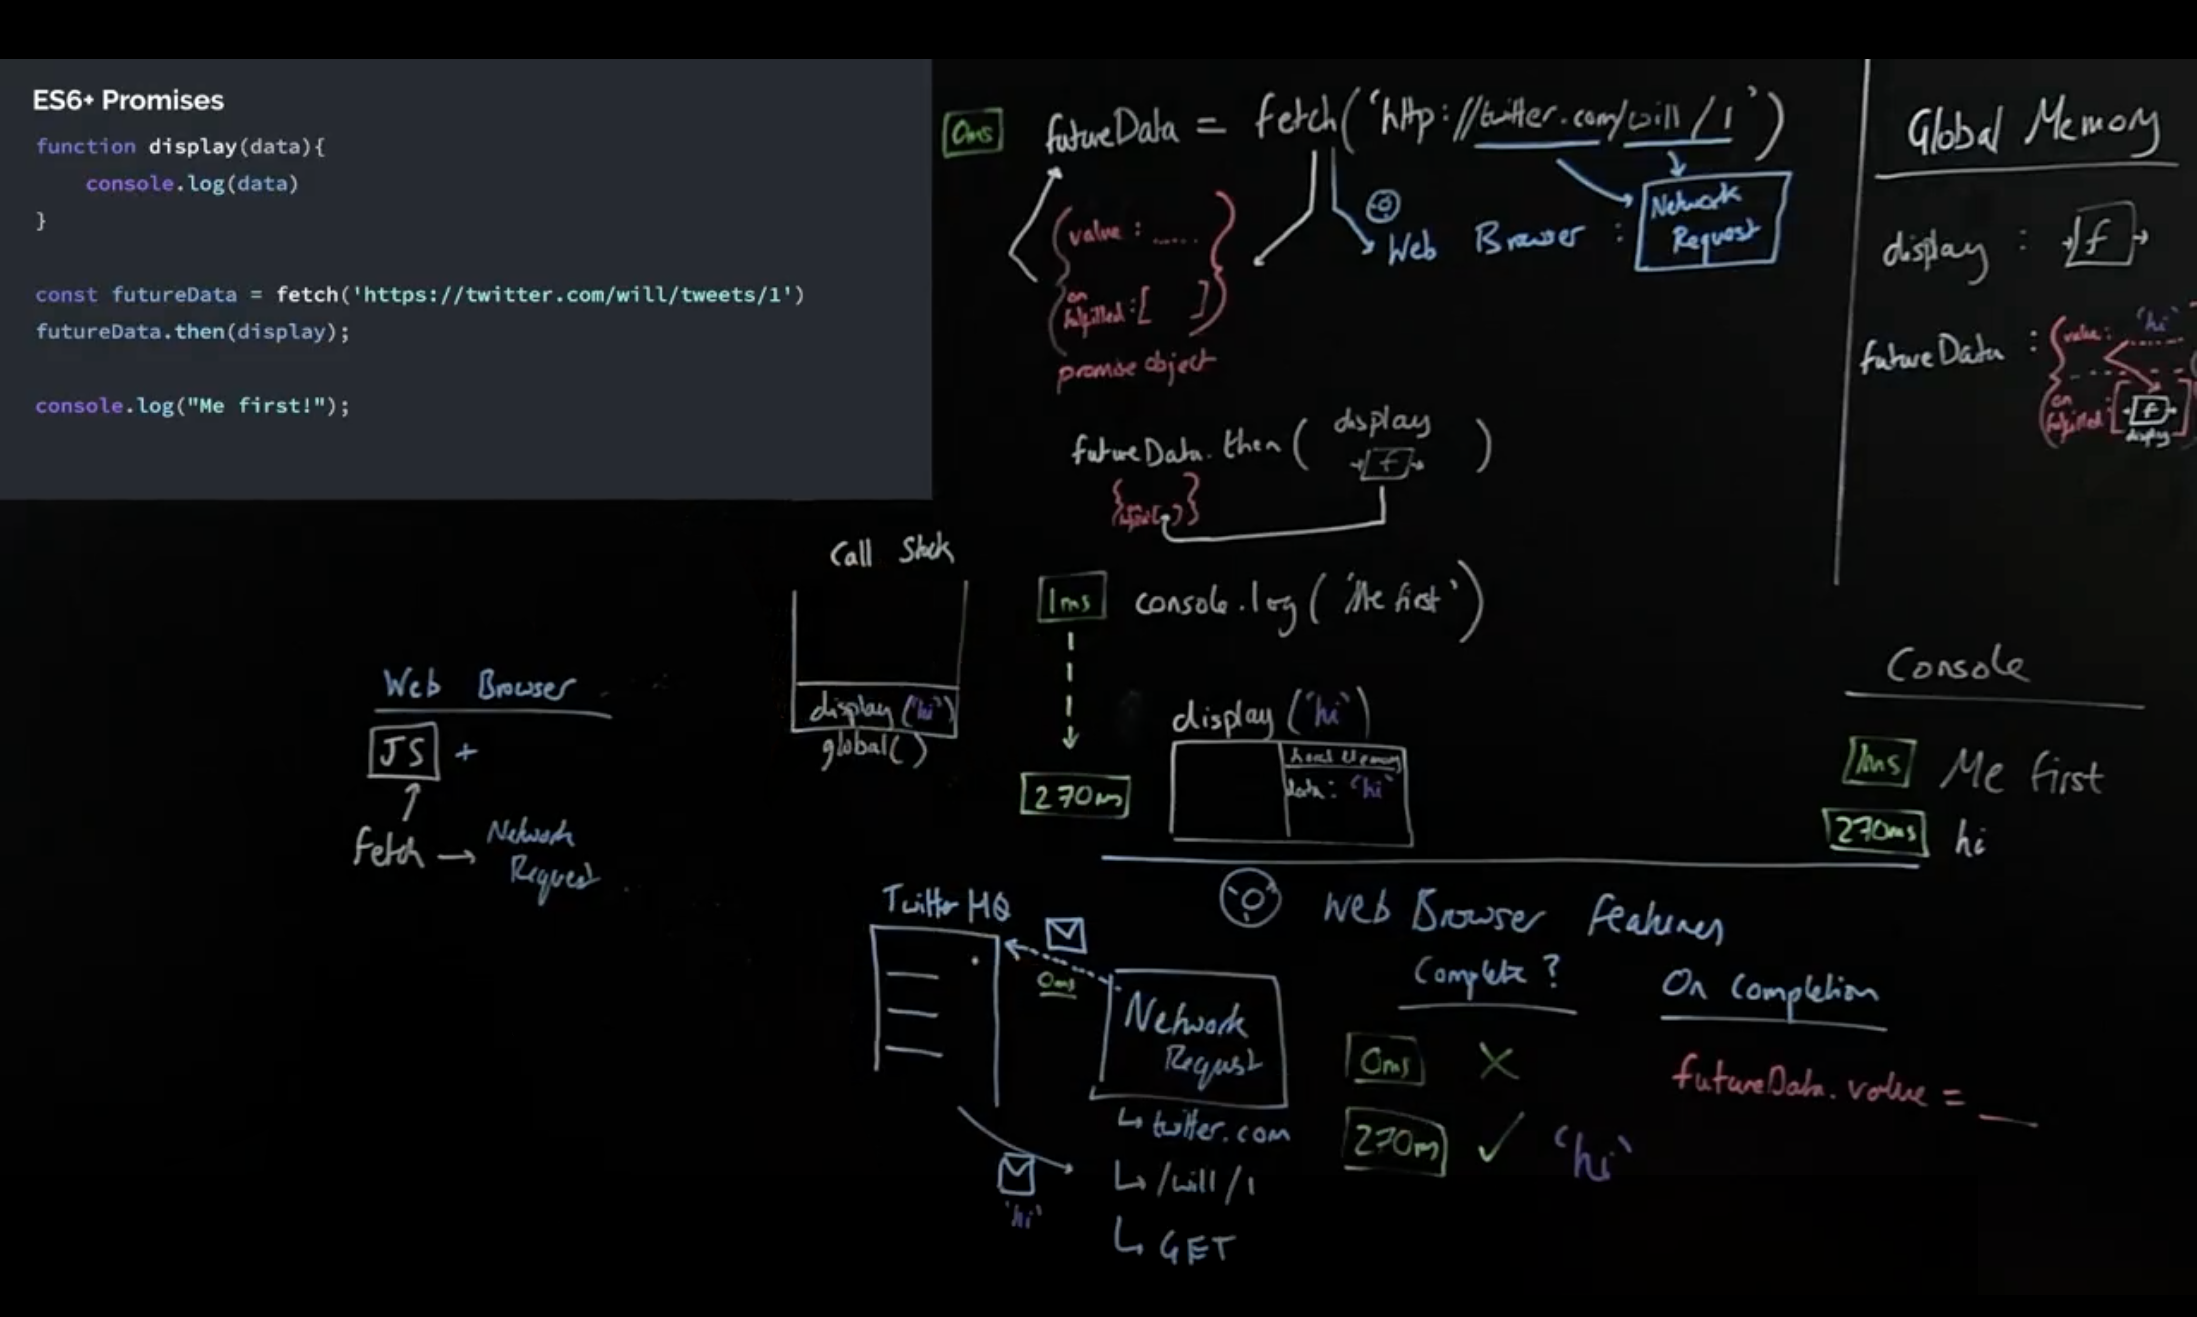 ES6+ Promises
function display(data){
console.log(data)
}
const futureData = fetch('https://twitter.com/will/tweets/1')
futureData.then(display);
console.log("Me first!");
0ms futureData = fetch('http://twitter.com/will/1')
{value : ......
on
fulfilled : [ ]}
promise object
Web Browser :
Network
Request
futureData.then( display )
f
Call Stack
display('hi')
global()
1ms console.log('Me first')
display('hi')
Local Memory
data: 'hi'
270ms
Web Browser
JS +
fetch → Network
Request
Global Memory
display : f
futureData : {value: 'hi'
on
fulfilled: [ f ]
display
Console
1ms Me first
270ms hi
Web Browser Features
Twitter HQ
0ms
Network
Request
↳ twitter.com
↳ /will/1
↳ GET
'hi'
Complete ?
0ms X
270ms ✓ 'hi'
On Completion
futureData.value = __